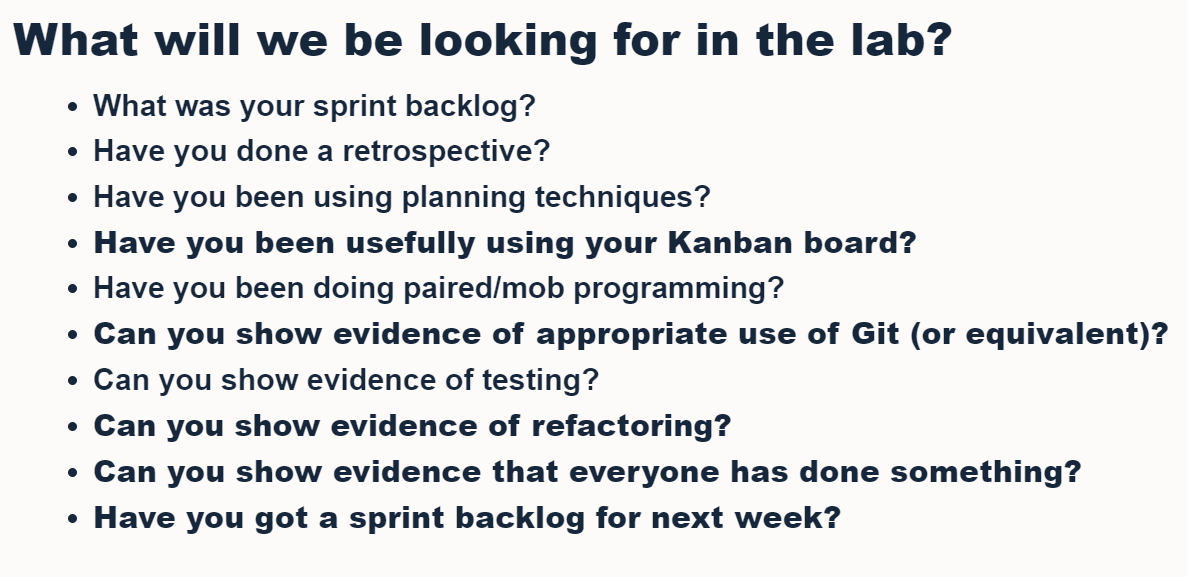 What will we be looking for in the lab?
• What was your sprint backlog?
• Have you done a retrospective?
• Have you been using planning techniques?
• Have you been usefully using your Kanban board?
• Have you been doing paired/mob programming?
• Can you show evidence of appropriate use of Git (or equivalent)?
• Can you show evidence of testing?
• Can you show evidence of refactoring?
• Can you show evidence that everyone has done something?
• Have you got a sprint backlog for next week?